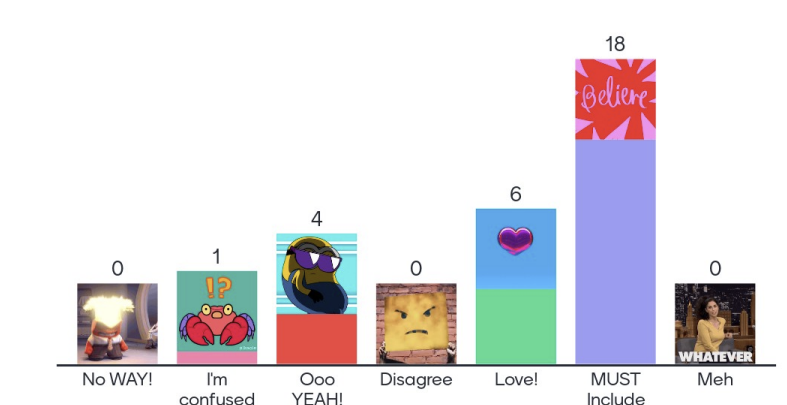 18
6
4
1
0
0
0
Believe
!?
WHATEVER
No WAY!
I'm
confused
Ooo
YEAH!
Disagree
Love!
MUST
Include
Meh